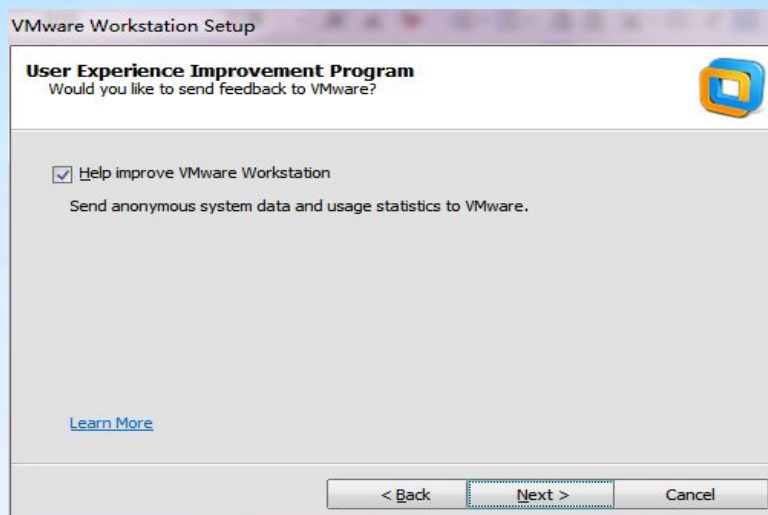 VMware Workstation Setup
User Experience Improvement Program
Would you like to send feedback to VMware?
Help improve VMware Workstation
Send anonymous system data and usage statistics to VMware.
Learn More
< Back
Next >
Cancel